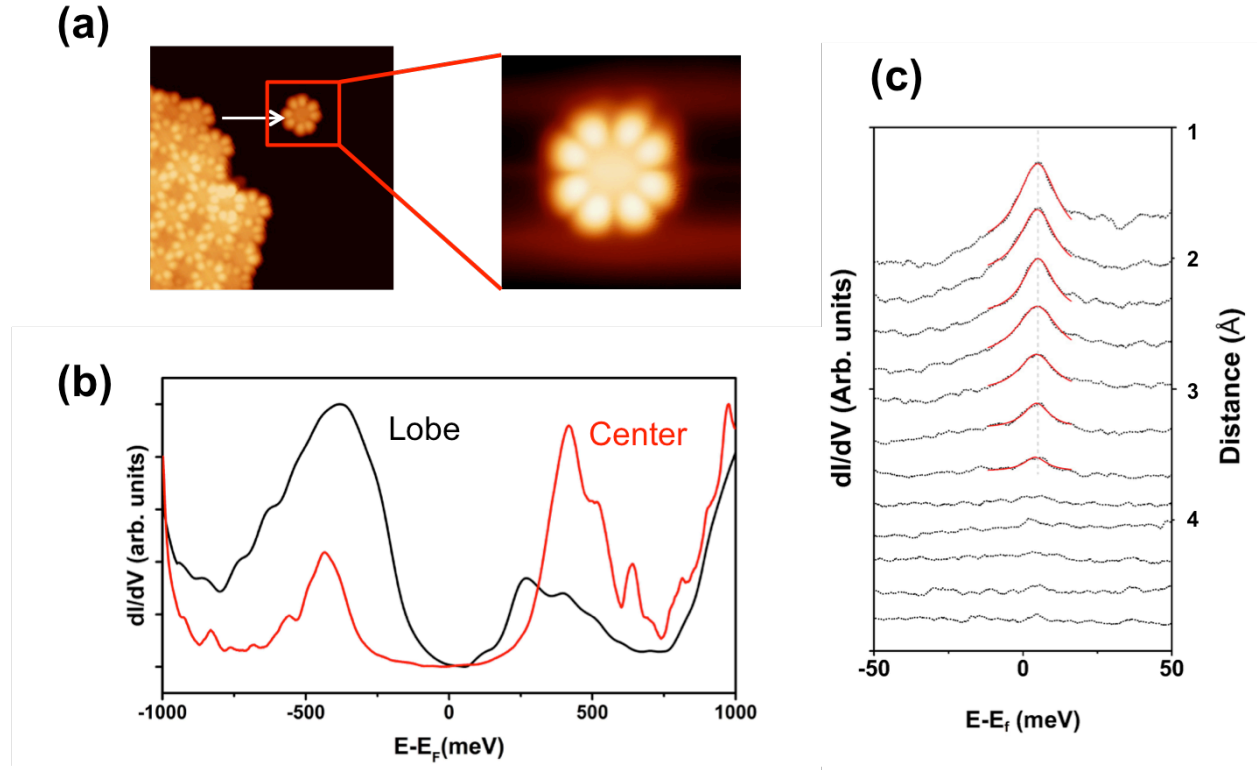 (a)
(b)
dI/dV (arb. units)
Lobe
Center
-1000
-500
0
500
1000
E-E_F(meV)
(c)
dI/dV (Arb. units)
1
2
3
4
Distance (Å)
-50
0
50
E-E_f (meV)